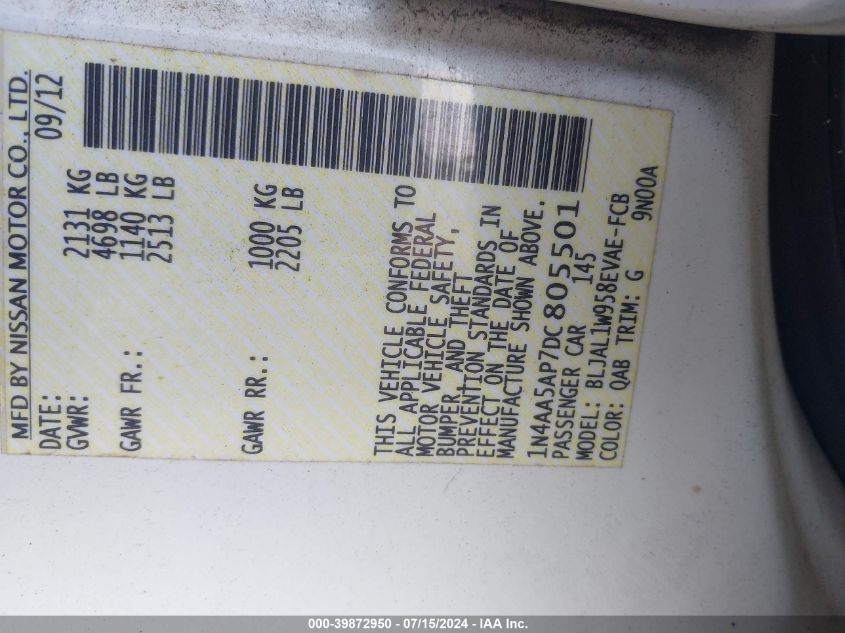 MFD BY NISSAN MOTOR CO., LTD.
DATE: 09/12
GVWR: 2131 KG
4698 LB
GAWR FR.: 1140 KG
2513 LB
GAWR RR.: 1000 KG
2205 LB
THIS VEHICLE CONFORMS TO
ALL APPLICABLE FEDERAL
MOTOR VEHICLE SAFETY,
BUMPER AND THEFT
PREVENTION STANDARDS IN
EFFECT ON THE DATE OF
MANUFACTURE SHOWN ABOVE.
1N4AA5AP7DC805501
PASSENGER CAR 145
MODEL: BLJAL1W958EVAE-FCB
COLOR: QAB TRIM: G 9N00A
000-39872950 - 07/15/2024 - IAA Inc.